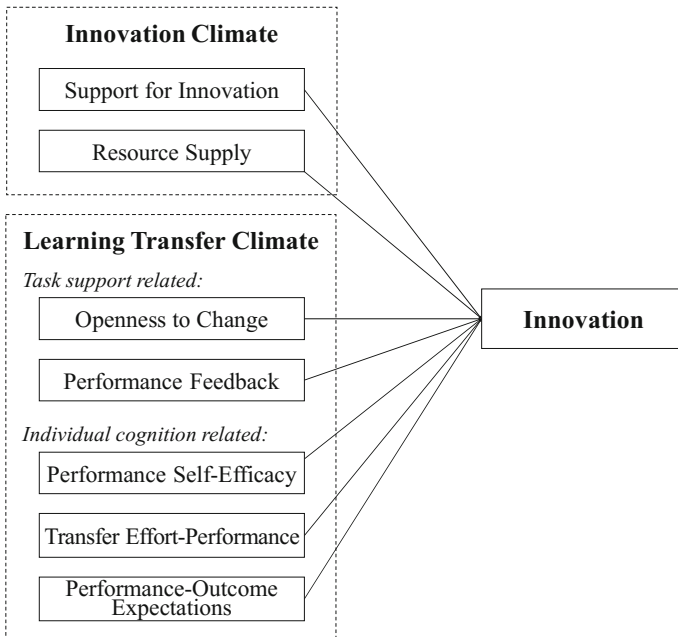 Innovation Climate
Support for Innovation
Resource Supply
Learning Transfer Climate
Task support related:
Openness to Change
Performance Feedback
Individual cognition related:
Performance Self-Efficacy
Transfer Effort-Performance
Performance-Outcome
Expectations
Innovation